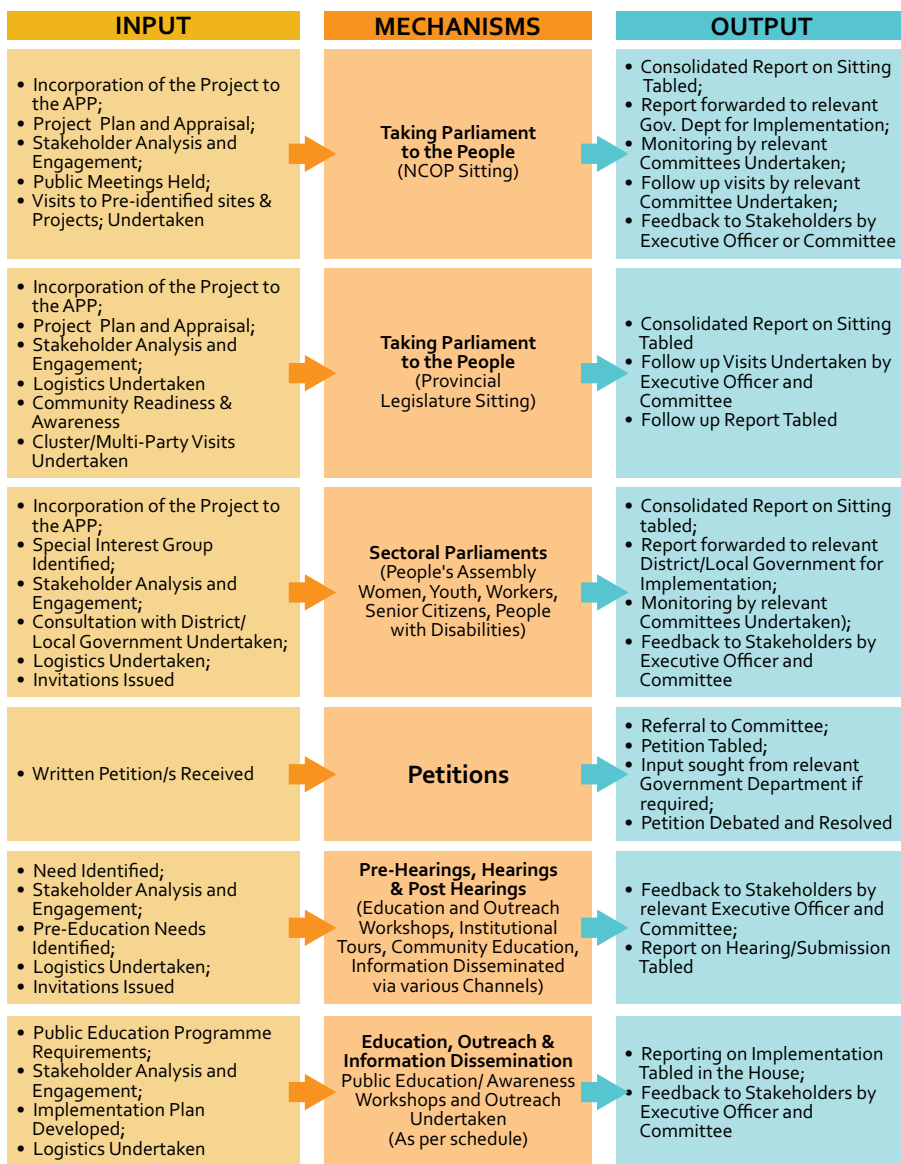 INPUT
MECHANISMS
OUTPUT
• Incorporation of the Project to
the APP;
• Project Plan and Appraisal;
• Stakeholder Analysis and
Engagement;
• Public Meetings Held;
• Visits to Pre-identified sites &
Projects; Undertaken
Taking Parliament
to the People
(NCOP Sitting)
• Consolidated Report on Sitting
Tabled;
• Report forwarded to relevant
Gov. Dept for Implementation;
• Monitoring by relevant
Committees Undertaken;
• Follow up visits by relevant
Committee Undertaken;
• Feedback to Stakeholders by
Executive Officer or Committee
• Incorporation of the Project to
the APP;
• Project Plan and Appraisal;
• Stakeholder Analysis and
Engagement;
• Logistics Undertaken
• Community Readiness &
Awareness
• Cluster/Multi-Party Visits
Undertaken
Taking Parliament
to the People
(Provincial
Legislature Sitting)
• Consolidated Report on Sitting
Tabled
• Follow up Visits Undertaken by
Executive Officer and
Committee
• Follow up Report Tabled
• Incorporation of the Project to
the APP;
• Special Interest Group
Identified;
• Stakeholder Analysis and
Engagement;
• Consultation with District/
Local Government Undertaken;
• Logistics Undertaken;
• Invitations Issued
Sectoral Parliaments
(People's Assembly
Women, Youth, Workers,
Senior Citizens, People
with Disabilities)
• Consolidated Report on Sitting
tabled;
• Report forwarded to relevant
District/Local Government for
Implementation;
• Monitoring by relevant
Committees Undertaken);
• Feedback to Stakeholders by
Executive Officer and
Committee
• Written Petition/s Received
Petitions
• Referral to Committee;
• Petition Tabled;
• Input sought from relevant
Government Department if
required;
• Petition Debated and Resolved
• Need Identified;
• Stakeholder Analysis and
Engagement;
• Pre-Education Needs
Identified;
• Logistics Undertaken;
• Invitations Issued
Pre-Hearings, Hearings
& Post Hearings
(Education and Outreach
Workshops, Institutional
Tours, Community Education,
Information Disseminated
via various Channels)
• Feedback to Stakeholders by
relevant Executive Officer and
Committee;
• Report on Hearing/Submission
Tabled
• Public Education Programme
Requirements;
• Stakeholder Analysis and
Engagement;
• Implementation Plan
Developed;
• Logistics Undertaken
Education, Outreach &
Information Dissemination
Public Education/ Awareness
Workshops and Outreach
Undertaken
(As per schedule)
• Reporting on Implementation
Tabled in the House;
• Feedback to Stakeholders by
Executive Officer and
Committee